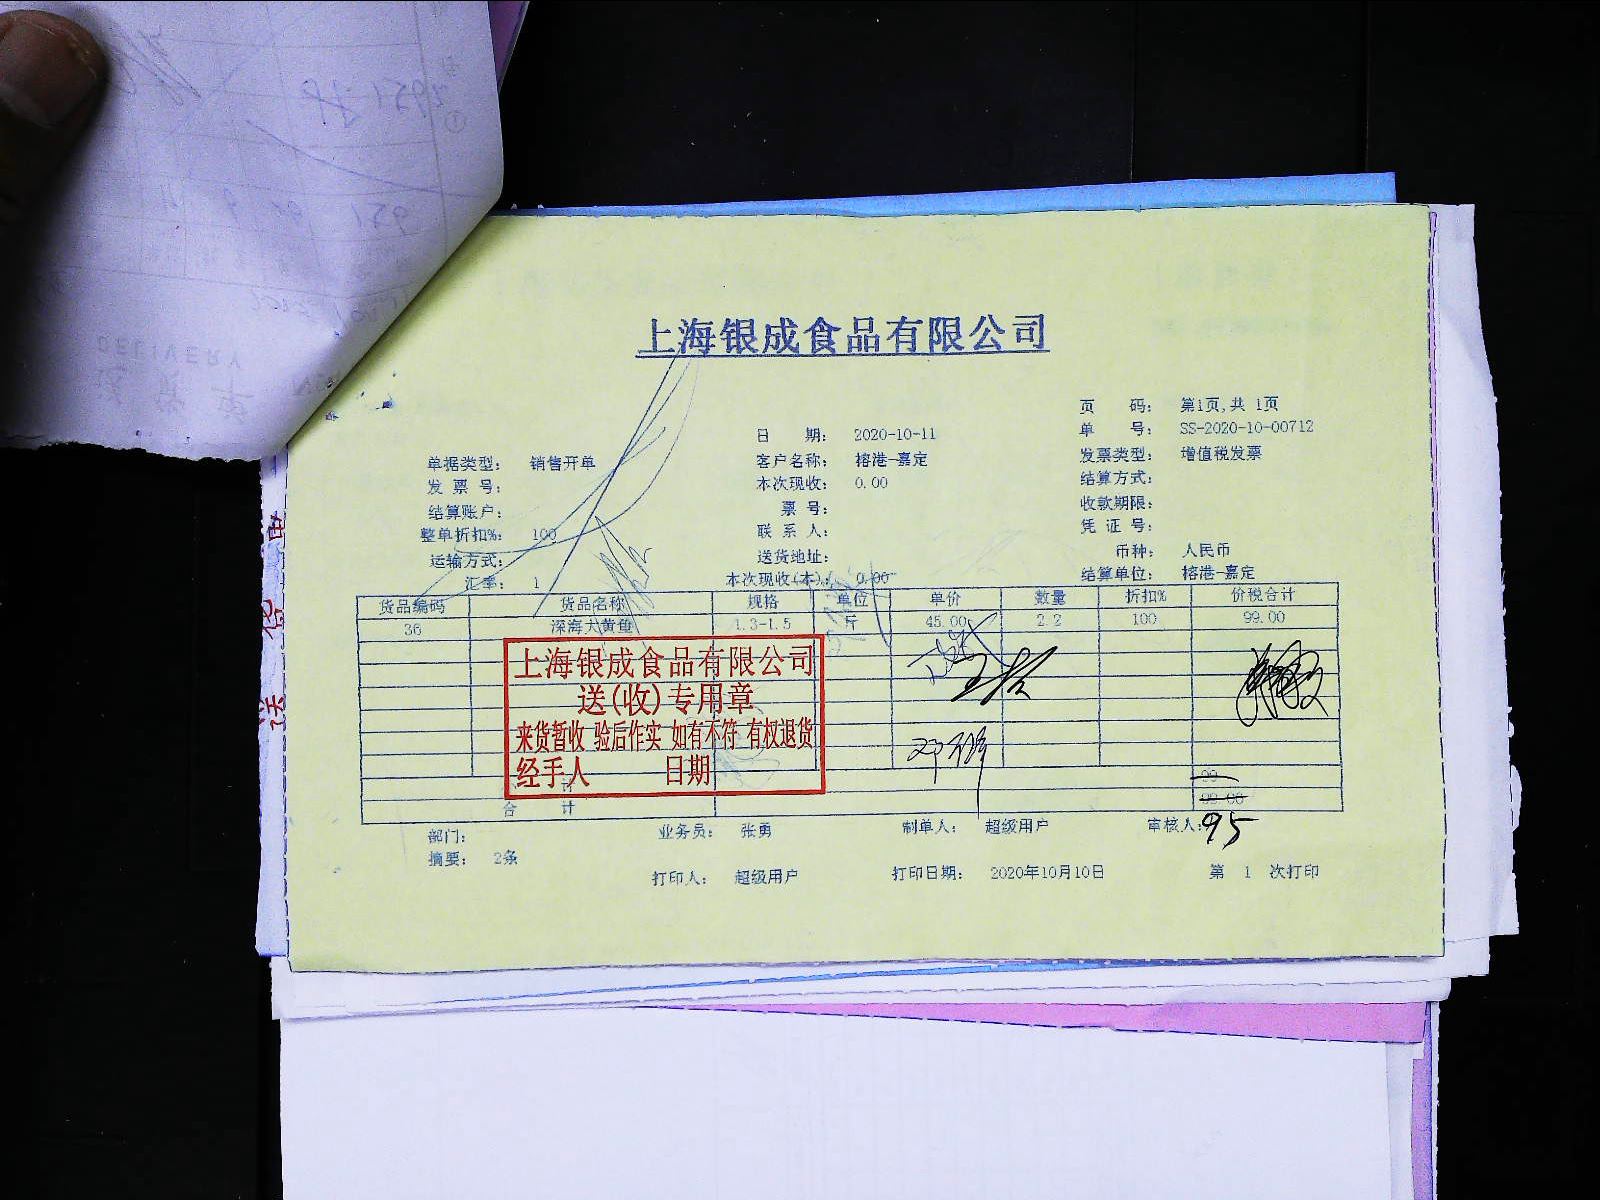 上海银成食品有限公司
页 码: 第1页,共 1页
日 期: 2020-10-11
单 号: SS-2020-10-00712
单据类型: 销售开单
客户名称: 榕港-嘉定
发票类型: 增值税发票
发 票 号:
本次现收: 0.00
结算方式:
结算账户:
票 号:
收款期限:
整单折扣%: 100
联 系 人:
凭 证 号:
运输方式:
送货地址:
币种: 人民币
汇率: 1
本次现收(本): 0.00
结算单位: 榕港-嘉定
货品编码 货品名称 规格 单位 单价 数量 折扣% 价税合计
36 深海大黄鱼 1.3-1.5 斤 45.00 2.2 100 99.00
上海银成食品有限公司
送(收)专用章
来货暂收 验后作实 如有不符 有权退货
经手人 日期
计
合 计
99
99.00
95
部门:
业务员: 张勇
制单人: 超级用户
审核人:
摘要: 2条
打印人: 超级用户
打印日期: 2020年10月10日
第 1 次打印
DELIVERY